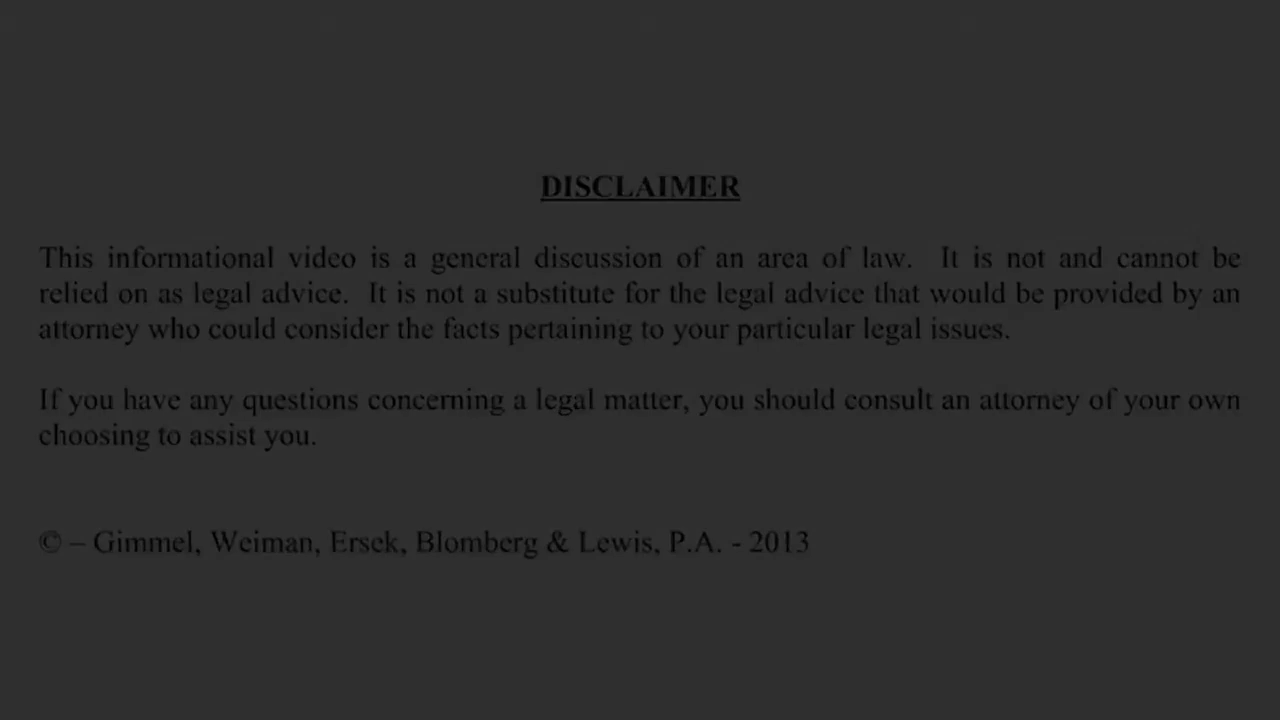 DISCLAIMER
This informational video is a general discussion of an area of law. It is not and cannot be
relied on as legal advice. It is not a substitute for the legal advice that would be provided by an
attorney who could consider the facts pertaining to your particular legal issues.
If you have any questions concerning a legal matter, you should consult an attorney of your own
choosing to assist you.
© – Gimmel, Weiman, Ersek, Blomberg & Lewis, P.A. - 2013